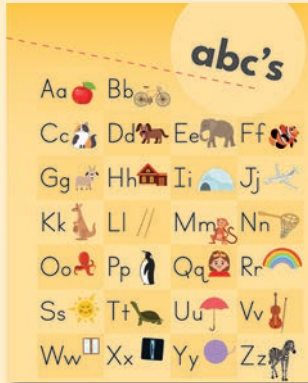 abc's
Aa Bb
Cc Dd Ee Ff
Gg Hh Ii Jj
Kk Ll Mm Nn
Oo Pp Qq Rr
Ss Tt Uu Vv
Ww Xx Yy Zz